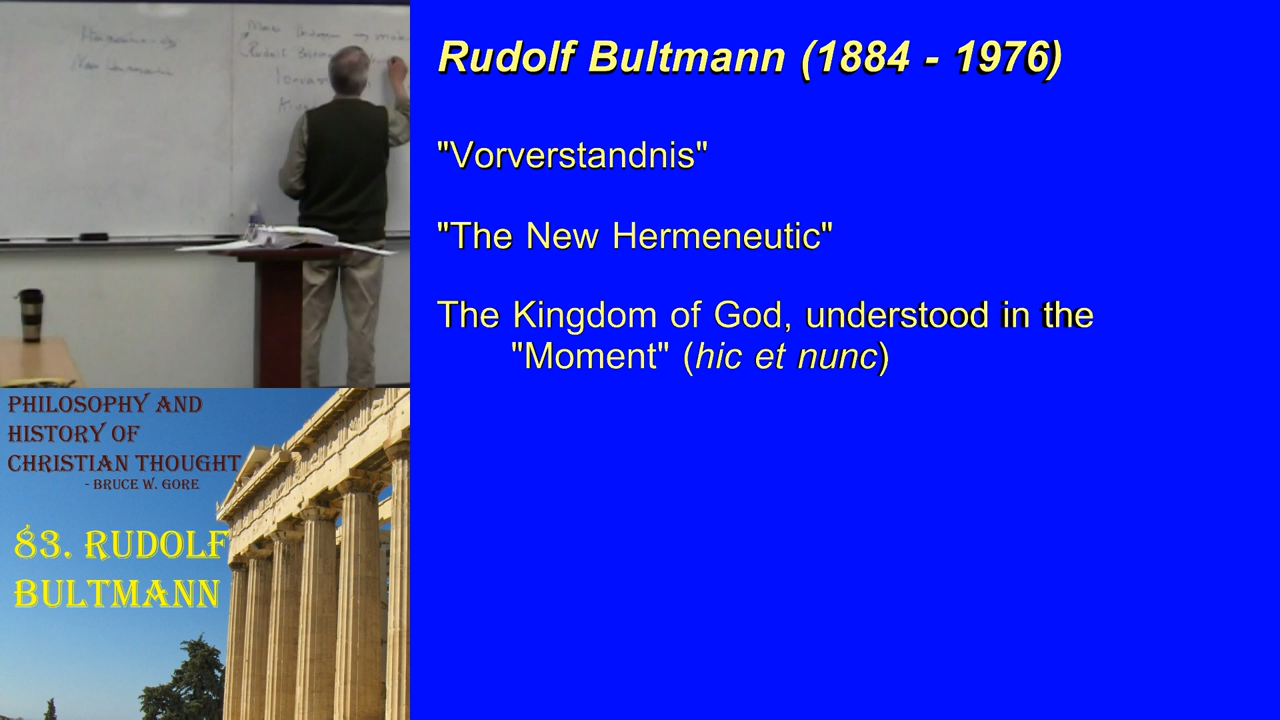 Rudolf Bultmann (1884 - 1976)
"Vorverstandnis"
"The New Hermeneutic"
The Kingdom of God, understood in the
"Moment" (hic et nunc)
PHILOSOPHY AND
HISTORY OF
CHRISTIAN THOUGHT
- BRUCE W. GORE
83. RUDOLF
BULTMANN